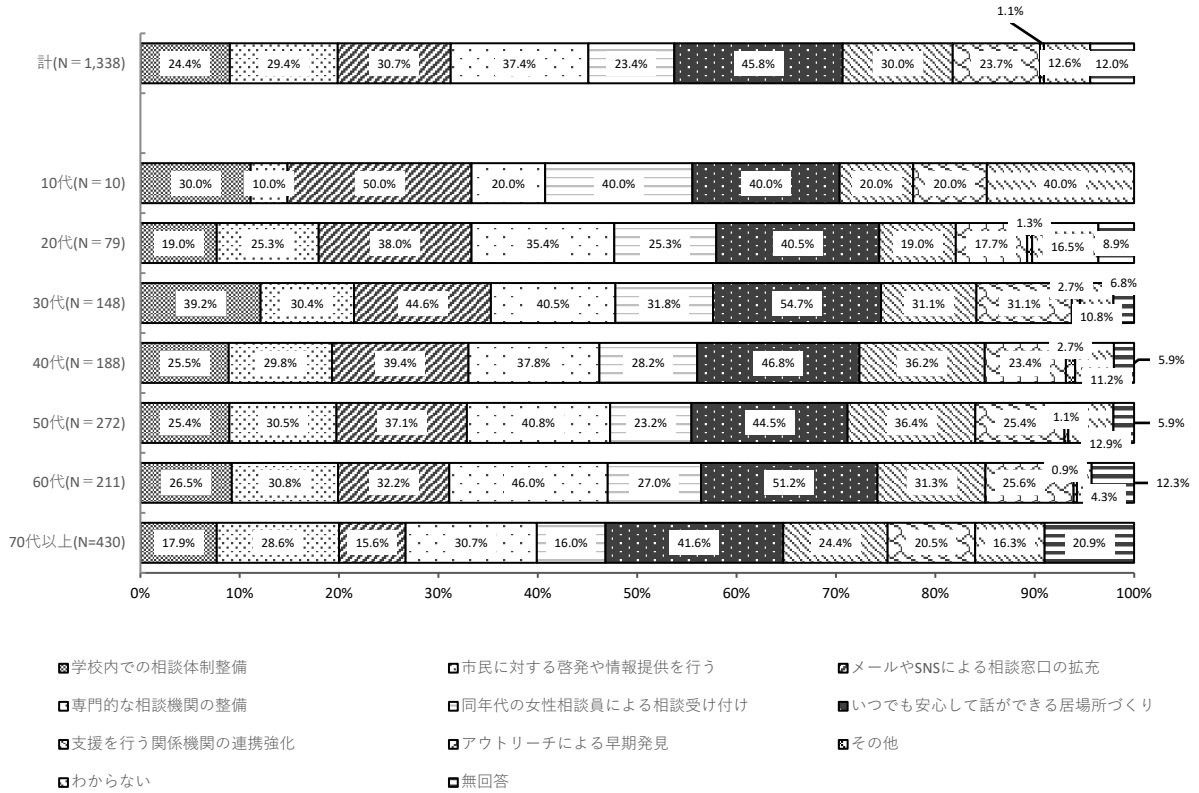 1.1%
計(N＝1,338) 24.4% 29.4% 30.7% 37.4% 23.4% 45.8% 30.0% 23.7% 12.6% 12.0%
10代(N＝10) 30.0% 10.0% 50.0% 20.0% 40.0% 40.0% 20.0% 20.0% 40.0%
1.3%
20代(N＝79) 19.0% 25.3% 38.0% 35.4% 25.3% 40.5% 19.0% 17.7% 16.5% 8.9%
2.7% 6.8%
30代(N＝148) 39.2% 30.4% 44.6% 40.5% 31.8% 54.7% 31.1% 31.1% 10.8%
2.7% 5.9%
40代(N＝188) 25.5% 29.8% 39.4% 37.8% 28.2% 46.8% 36.2% 23.4% 11.2%
1.1% 5.9%
50代(N＝272) 25.4% 30.5% 37.1% 40.8% 23.2% 44.5% 36.4% 25.4% 12.9%
0.9% 12.3%
60代(N＝211) 26.5% 30.8% 32.2% 46.0% 27.0% 51.2% 31.3% 25.6% 4.3%
70代以上(N=430) 17.9% 28.6% 15.6% 30.7% 16.0% 41.6% 24.4% 20.5% 16.3% 20.9%
0% 10% 20% 30% 40% 50% 60% 70% 80% 90% 100%
学校内での相談体制整備 市民に対する啓発や情報提供を行う メールやSNSによる相談窓口の拡充
専門的な相談機関の整備 同年代の女性相談員による相談受け付け いつでも安心して話ができる居場所づくり
支援を行う関係機関の連携強化 アウトリーチによる早期発見 その他
わからない 無回答